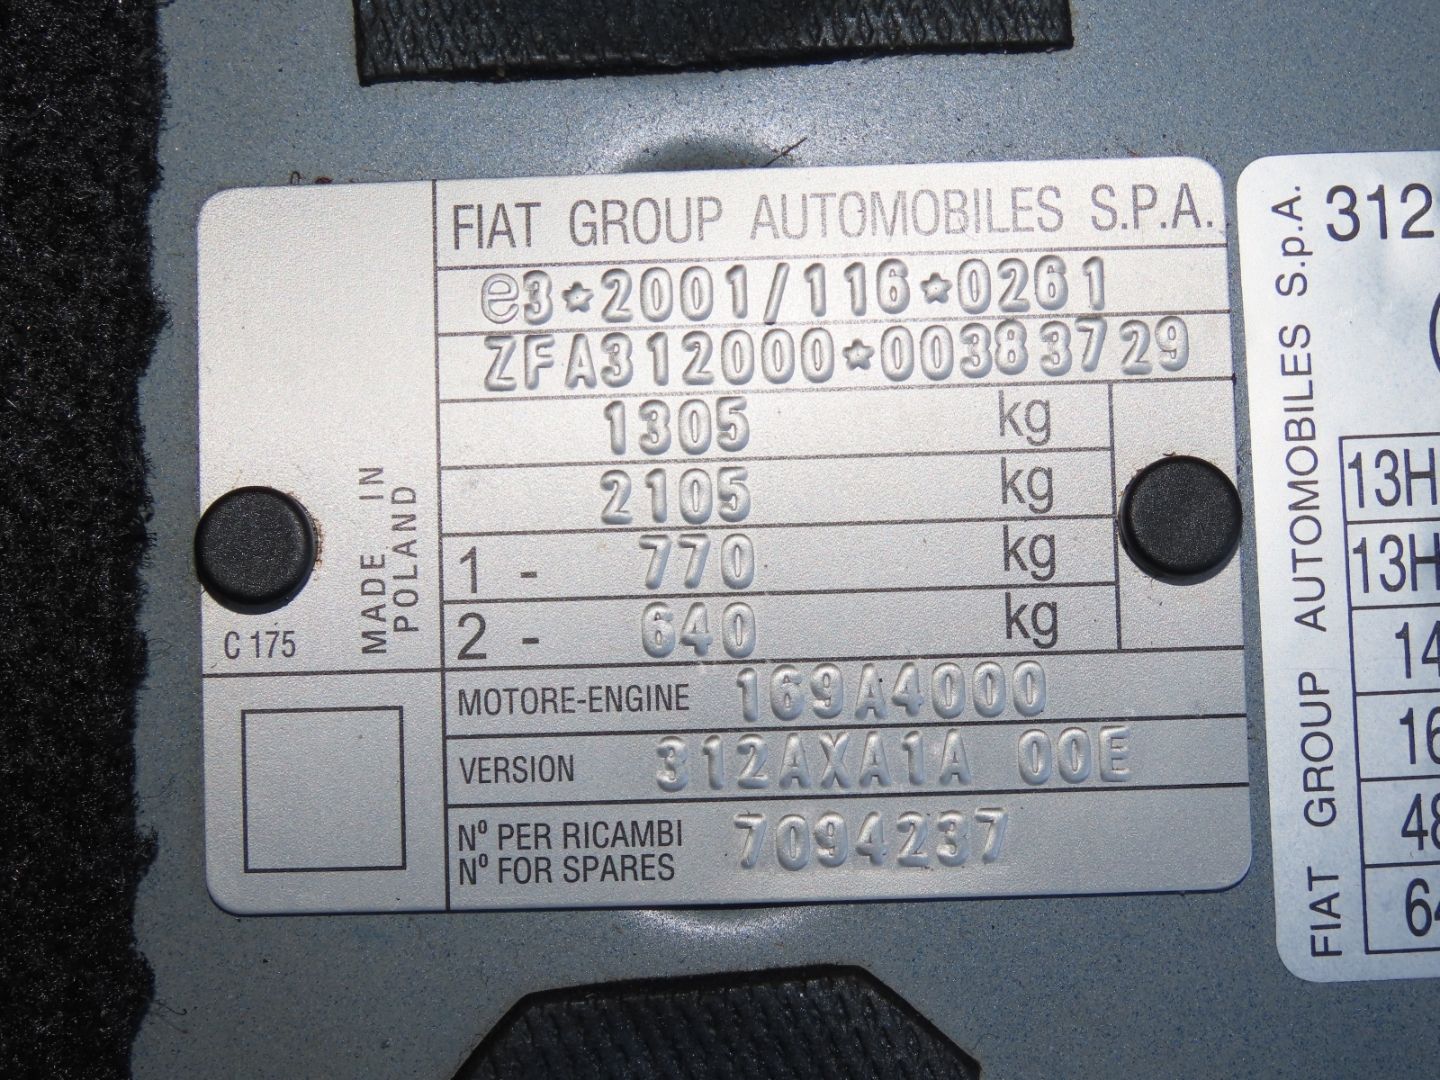 FIAT GROUP AUTOMOBILES S.P.A.
e3*2001/116*0261
ZFA312000*00383729
1305 kg
2105 kg
1 - 770 kg
2 - 640 kg
MADE IN
POLAND
C 175
MOTORE-ENGINE 169A4000
VERSION 312AXA1A 00E
Nº PER RICAMBI
Nº FOR SPARES
7094237
FIAT GROUP AUTOMOBILES S.p.A.
312
13H
13H
14
16
48
64